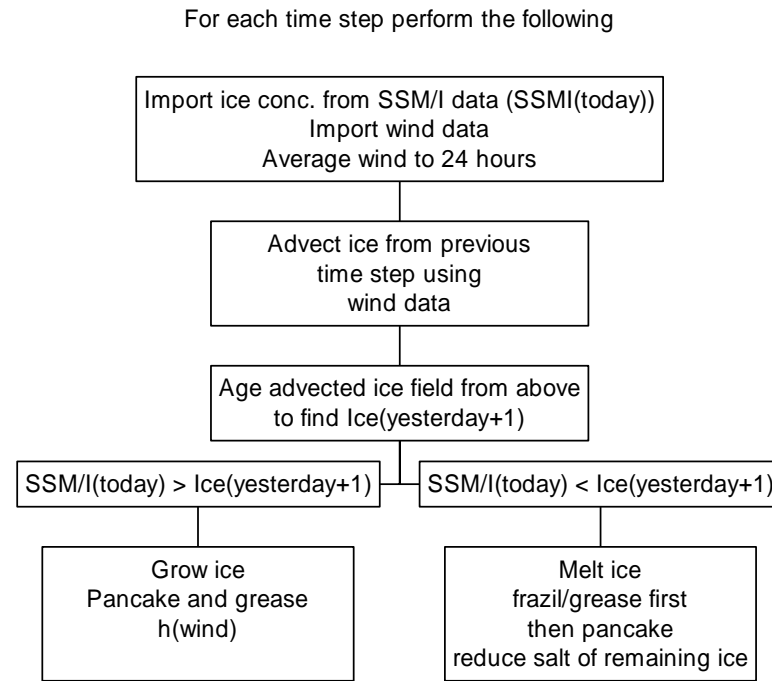 For each time step perform the following
Import ice conc. from SSM/I data (SSMI(today))
Import wind data
Average wind to 24 hours
Advect ice from previous
time step using
wind data
Age advected ice field from above
to find Ice(yesterday+1)
SSM/I(today) > Ice(yesterday+1)
SSM/I(today) < Ice(yesterday+1)
Grow ice
Pancake and grease
h(wind)
Melt ice
frazil/grease first
then pancake
reduce salt of remaining ice